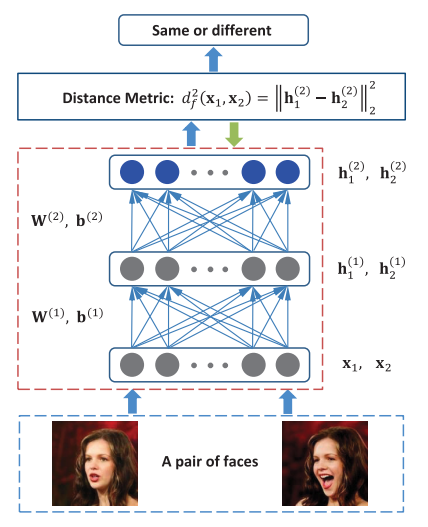 Same or different
Distance Metric: $d_f^2(\mathbf{x}_1, \mathbf{x}_2) = \left\| \mathbf{h}_1^{(2)} - \mathbf{h}_2^{(2)} \right\|_2^2$
$\mathbf{h}_1^{(2)}, \mathbf{h}_2^{(2)}$
$\mathbf{W}^{(2)}, \mathbf{b}^{(2)}$
$\mathbf{h}_1^{(1)}, \mathbf{h}_2^{(1)}$
$\mathbf{W}^{(1)}, \mathbf{b}^{(1)}$
$\mathbf{x}_1, \mathbf{x}_2$
A pair of faces